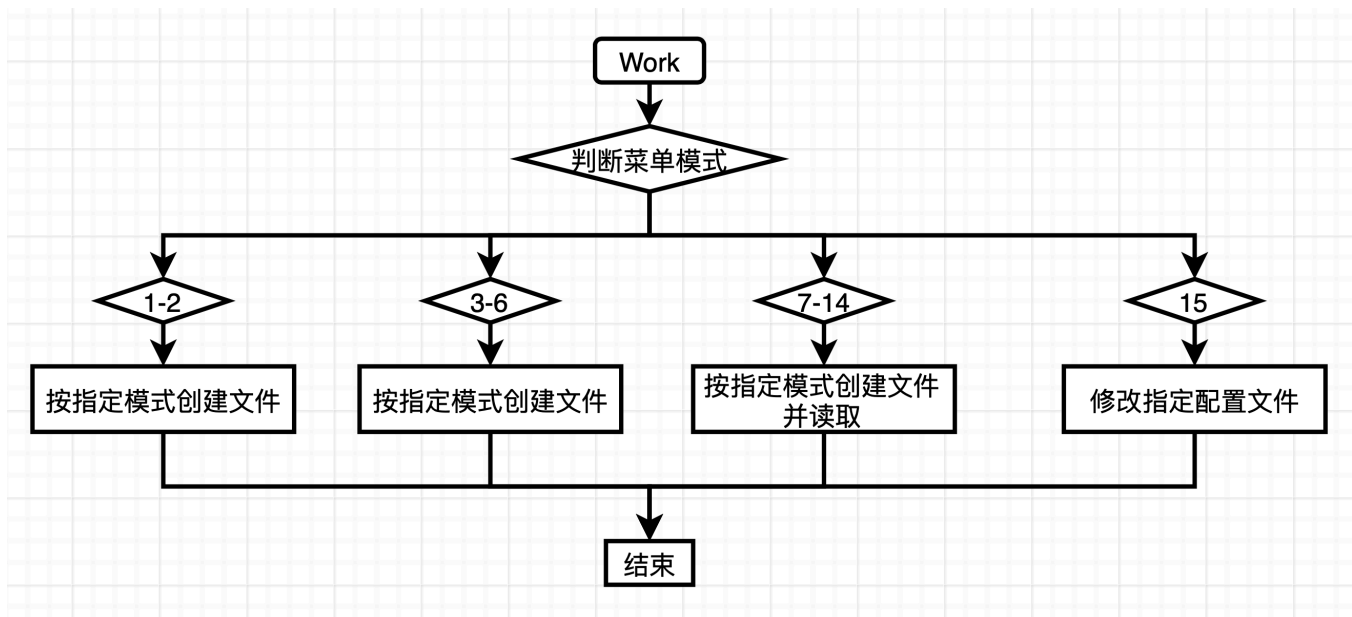 Work
判断菜单模式
1-2
3-6
7-14
15
按指定模式创建文件
按指定模式创建文件
按指定模式创建文件
并读取
修改指定配置文件
结束